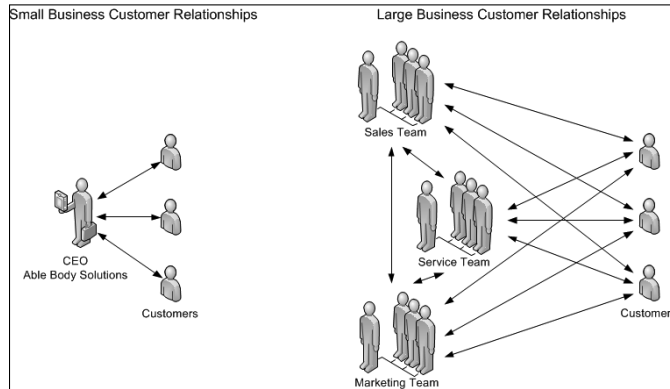 Small Business Customer Relationships
Large Business Customer Relationships
Sales Team
Service Team
CEO
Able Body Solutions
Customers
Customer
Marketing Team